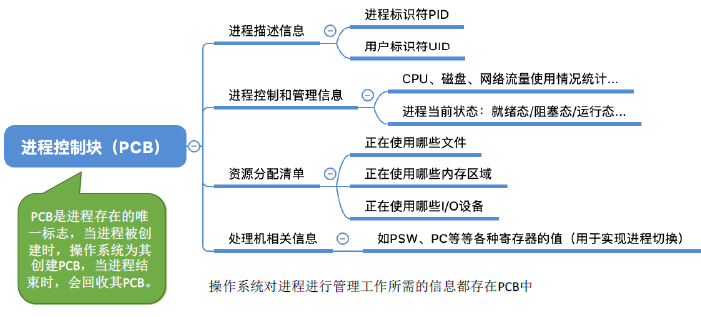 进程控制块（PCB）
PCB是进程存在的唯
一标志，当进程被创
建时，操作系统为其
创建PCB，当进程结
束时，会回收其PCB。
进程描述信息
进程标识符PID
用户标识符UID
进程控制和管理信息
CPU、磁盘、网络流量使用情况统计...
进程当前状态：就绪态/阻塞态/运行态...
资源分配清单
正在使用哪些文件
正在使用哪些内存区域
正在使用哪些I/O设备
处理机相关信息
如PSW、PC等等各种寄存器的值（用于实现进程切换）
操作系统对进程进行管理工作所需的信息都存在PCB中